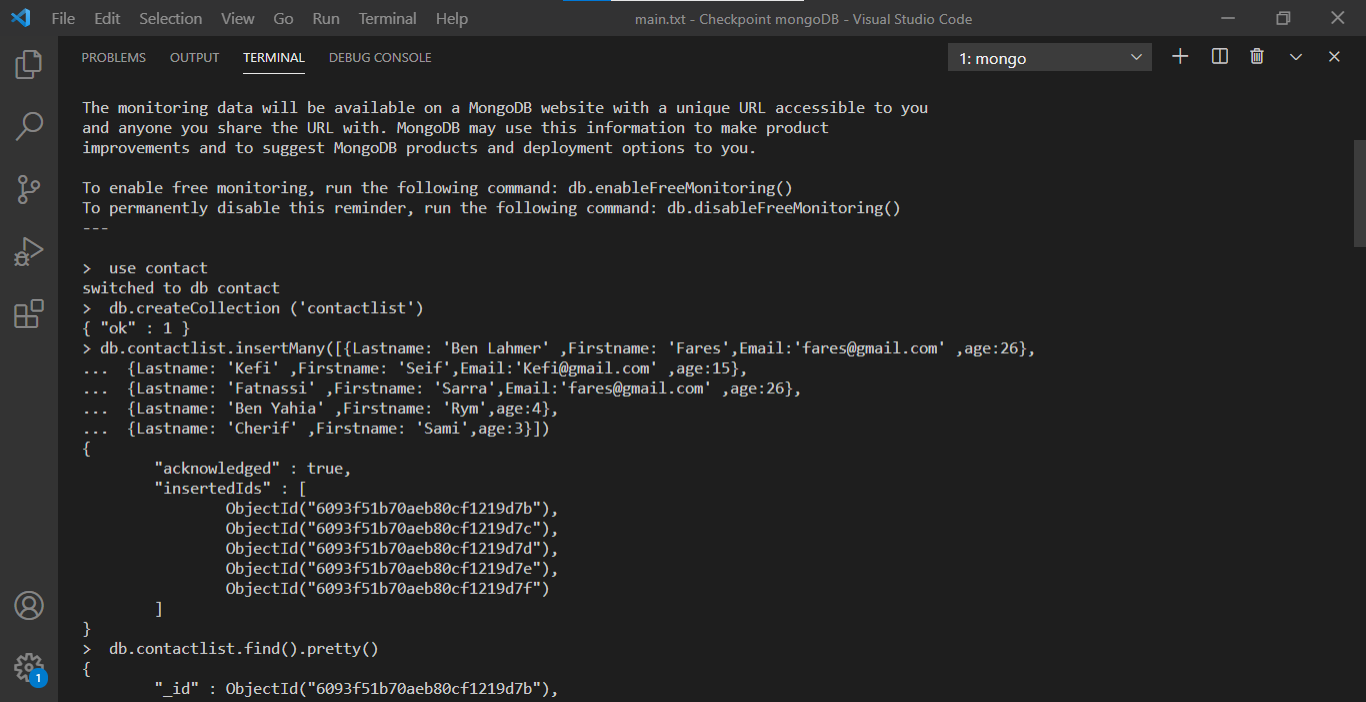 File Edit Selection View Go Run Terminal Help main.txt - Checkpoint mongoDB - Visual Studio Code
PROBLEMS OUTPUT TERMINAL DEBUG CONSOLE 1: mongo
The monitoring data will be available on a MongoDB website with a unique URL accessible to you
and anyone you share the URL with. MongoDB may use this information to make product
improvements and to suggest MongoDB products and deployment options to you.
To enable free monitoring, run the following command: db.enableFreeMonitoring()
To permanently disable this reminder, run the following command: db.disableFreeMonitoring()
---
>  use contact
switched to db contact
>  db.createCollection ('contactlist')
{ "ok" : 1 }
> db.contactlist.insertMany([{Lastname: 'Ben Lahmer' ,Firstname: 'Fares',Email:'fares@gmail.com' ,age:26},
...  {Lastname: 'Kefi' ,Firstname: 'Seif',Email:'Kefi@gmail.com' ,age:15},
...  {Lastname: 'Fatnassi' ,Firstname: 'Sarra',Email:'fares@gmail.com' ,age:26},
...  {Lastname: 'Ben Yahia' ,Firstname: 'Rym',age:4},
...  {Lastname: 'Cherif' ,Firstname: 'Sami',age:3}])
{
"acknowledged" : true,
"insertedIds" : [
ObjectId("6093f51b70aeb80cf1219d7b"),
ObjectId("6093f51b70aeb80cf1219d7c"),
ObjectId("6093f51b70aeb80cf1219d7d"),
ObjectId("6093f51b70aeb80cf1219d7e"),
ObjectId("6093f51b70aeb80cf1219d7f")
]
}
>  db.contactlist.find().pretty()
{
"_id" : ObjectId("6093f51b70aeb80cf1219d7b"),
1